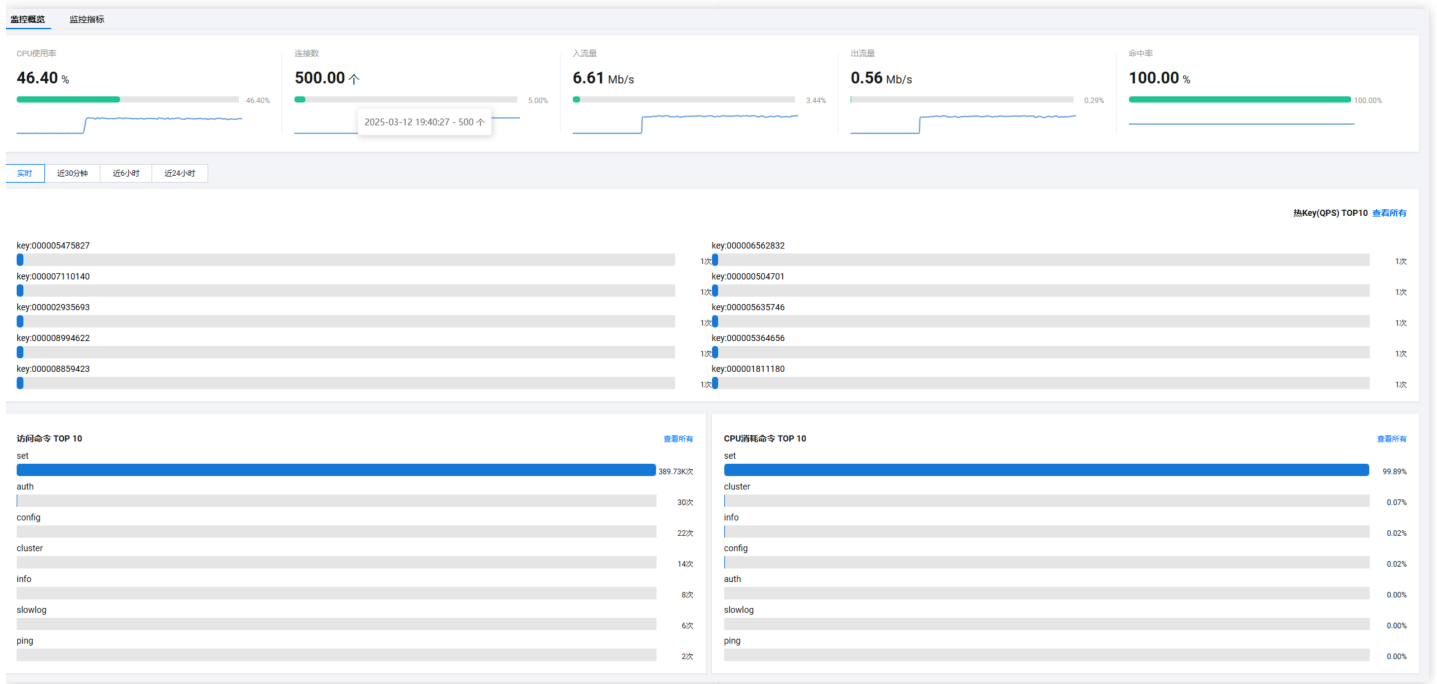 监控概览 监控指标
CPU使用率 连接数 入流量 出流量 命中率
46.40 % 500.00 个 6.61 Mb/s 0.56 Mb/s 100.00 %
46.40% 5.00% 3.44% 0.29% 100.00%
2025-03-12 19:40:27 - 500 个
实时 近30分钟 近6小时 近24小时
热Key(QPS) TOP10 查看所有
key:000005475827 key:000006562832
1次 1次
key:000007110140 key:000000504701
1次 1次
key:000002935693 key:000005635746
1次 1次
key:000008994622 key:000005364656
1次 1次
key:000008859423 key:000001811180
1次 1次
访问命令 TOP 10 查看所有
set
389.73K次
auth
30次
config
22次
cluster
14次
info
8次
slowlog
6次
ping
2次
CPU消耗命令 TOP 10 查看所有
set
99.89%
cluster
0.07%
info
0.02%
config
0.02%
auth
0.00%
slowlog
0.00%
ping
0.00%